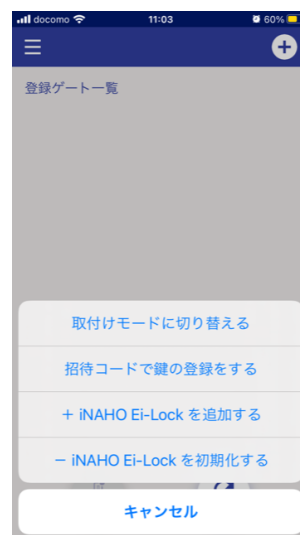 docomo 11:03 60%
登録ゲート一覧
取付けモードに切り替える
招待コードで鍵の登録をする
+ iNAHO Ei-Lock を追加する
− iNAHO Ei-Lock を初期化する
キャンセル